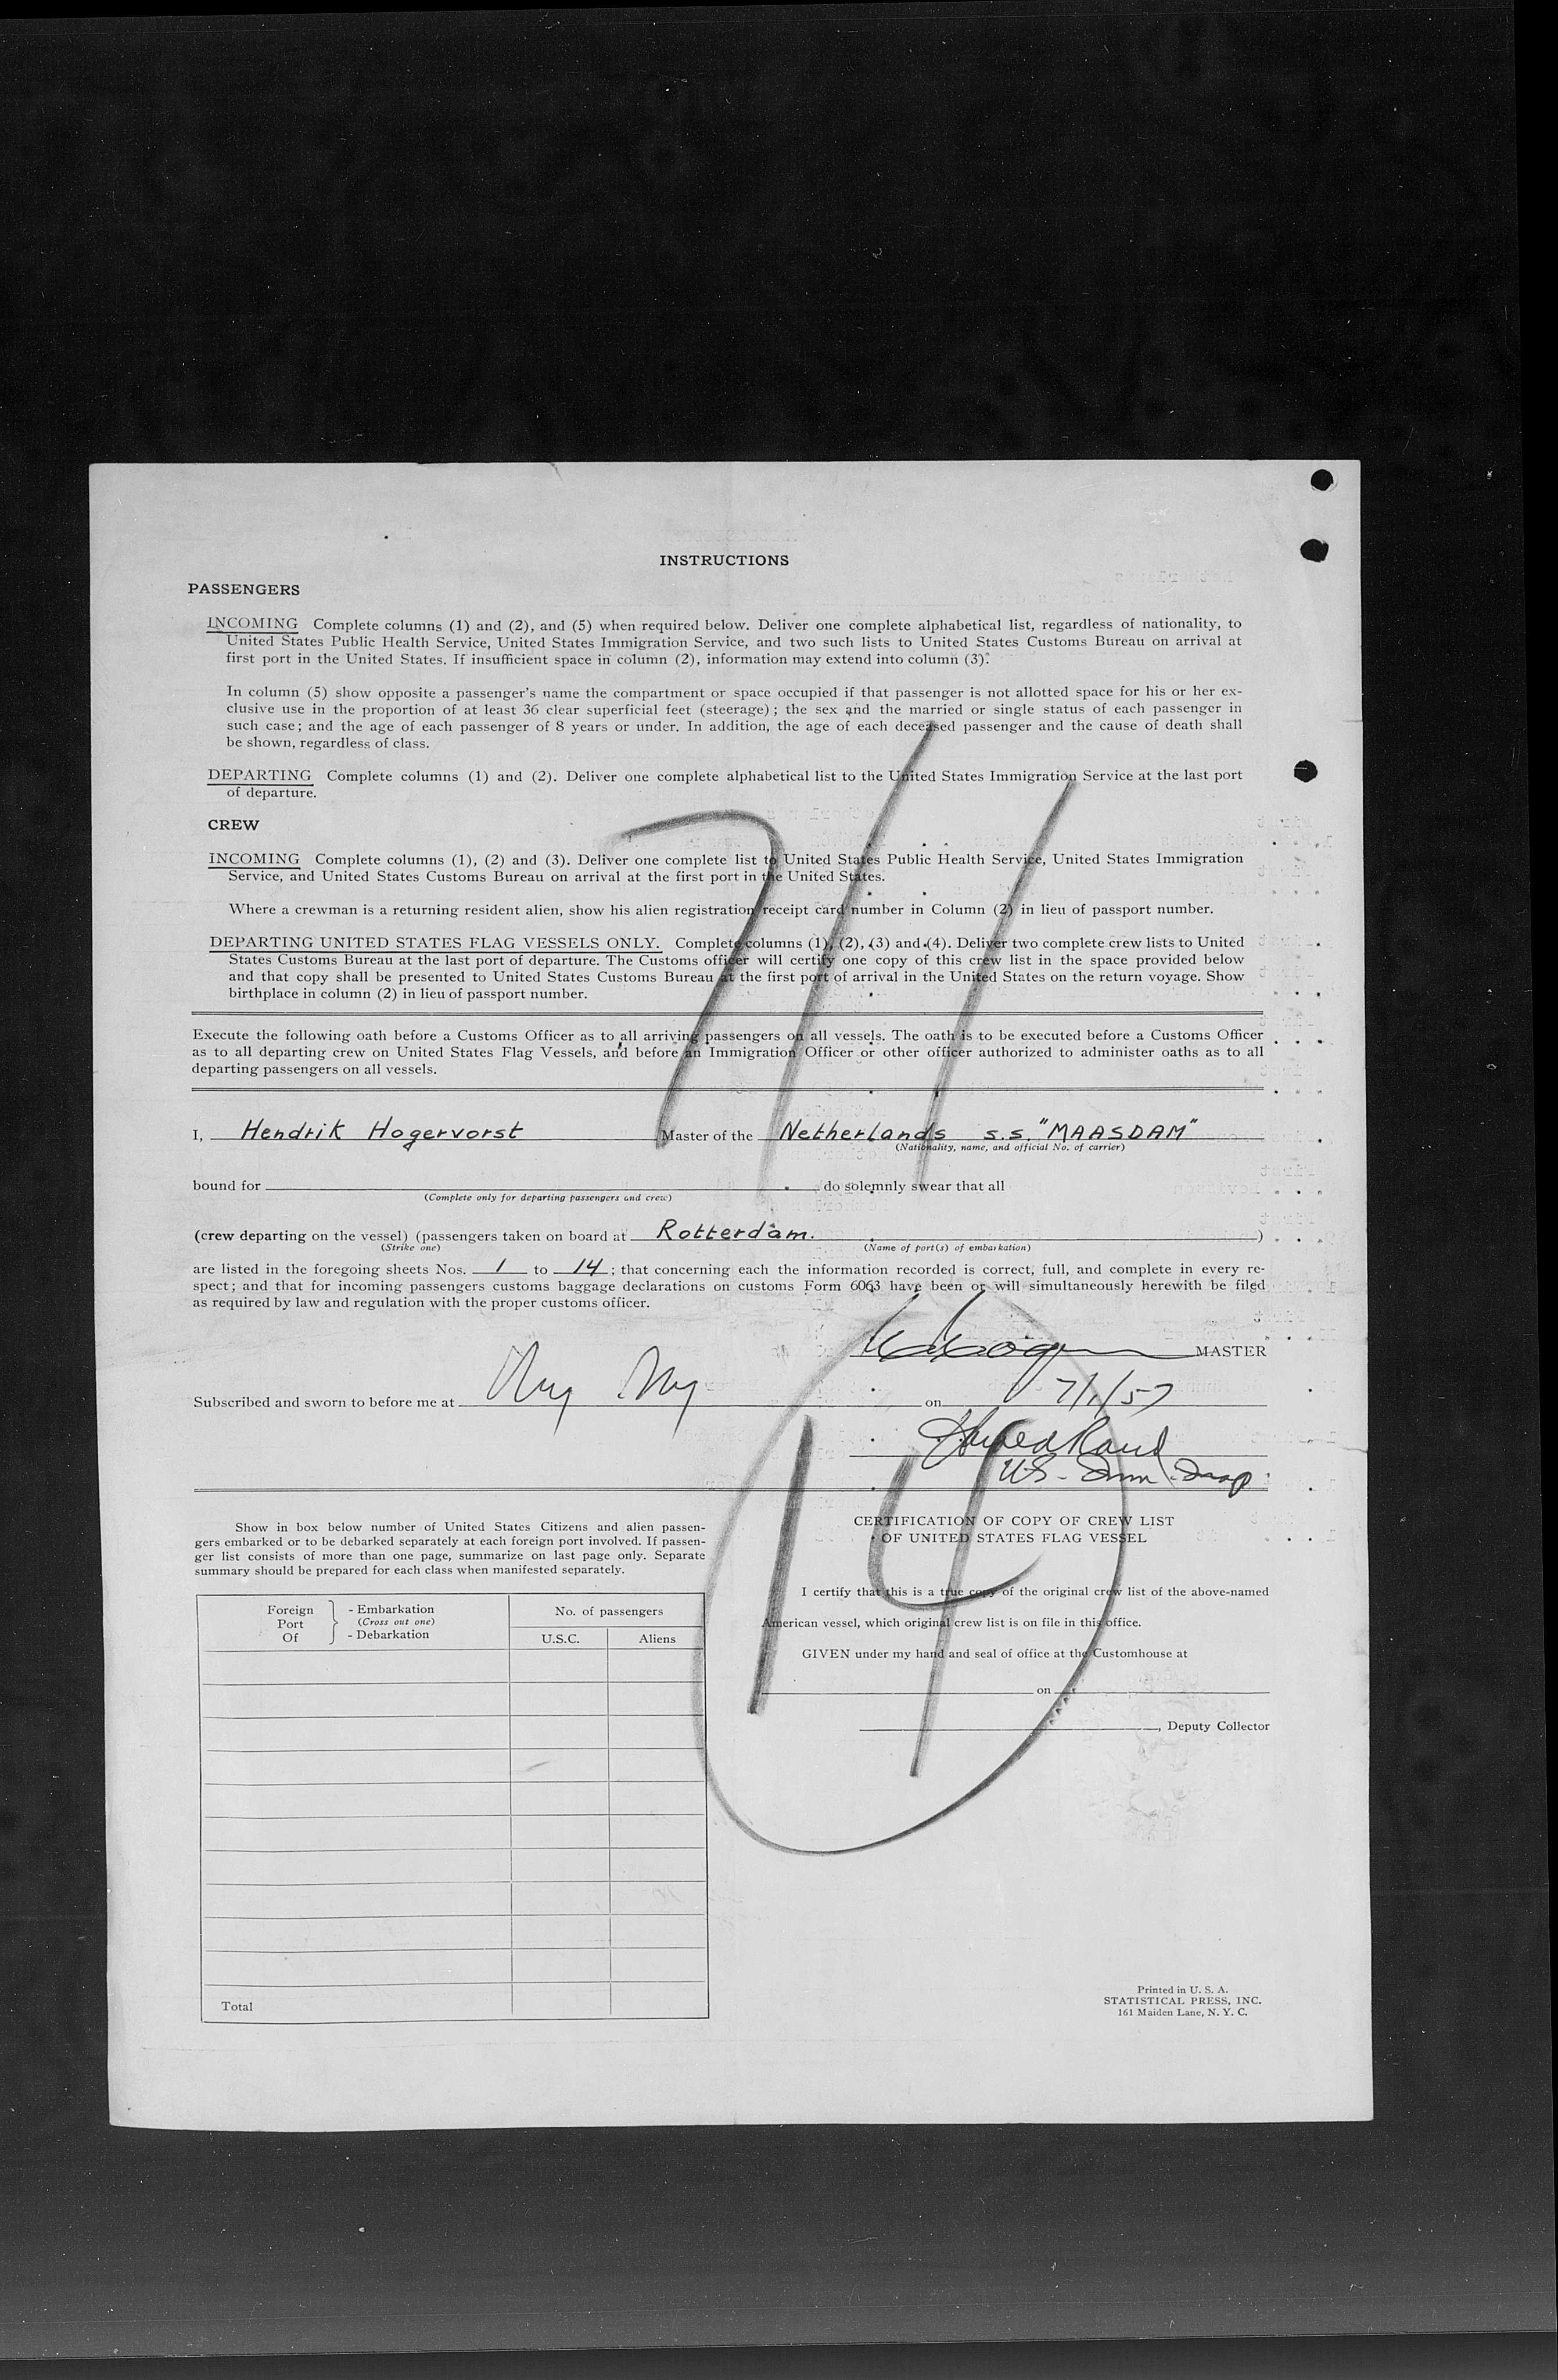 INSTRUCTIONS
PASSENGERS
INCOMING Complete columns (1) and (2), and (5) when required below. Deliver one complete alphabetical list, regardless of nationality, to
United States Public Health Service, United States Immigration Service, and two such lists to United States Customs Bureau on arrival at
first port in the United States. If insufficient space in column (2), information may extend into column (3).
In column (5) show opposite a passenger's name the compartment or space occupied if that passenger is not allotted space for his or her ex-
clusive use in the proportion of at least 36 clear superficial feet (steerage); the sex and the married or single status of each passenger in
such case; and the age of each passenger of 8 years or under. In addition, the age of each deceased passenger and the cause of death shall
be shown, regardless of class.
DEPARTING Complete columns (1) and (2). Deliver one complete alphabetical list to the United States Immigration Service at the last port
of departure.
CREW
INCOMING Complete columns (1), (2) and (3). Deliver one complete list to United States Public Health Service, United States Immigration
Service, and United States Customs Bureau on arrival at the first port in the United States.
Where a crewman is a returning resident alien, show his alien registration receipt card number in Column (2) in lieu of passport number.
DEPARTING UNITED STATES FLAG VESSELS ONLY. Complete columns (1), (2), (3) and (4). Deliver two complete crew lists to United
States Customs Bureau at the last port of departure. The Customs officer will certify one copy of this crew list in the space provided below
and that copy shall be presented to United States Customs Bureau at the first port of arrival in the United States on the return voyage. Show
birthplace in column (2) in lieu of passport number.
7/1
Execute the following oath before a Customs Officer as to all arriving passengers on all vessels. The oath is to be executed before a Customs Officer
as to all departing crew on United States Flag Vessels, and before an Immigration Officer or other officer authorized to administer oaths as to all
departing passengers on all vessels.
I, Hendrik Hogervorst Master of the Netherlands s.s. "MAASDAM"
(Nationality, name, and official No. of carrier)
bound for do solemnly swear that all
(Complete only for departing passengers and crew)
(crew departing on the vessel) (passengers taken on board at Rotterdam. )
(Strike one) (Name of port(s) of embarkation)
are listed in the foregoing sheets Nos. 1 to 14; that concerning each the information recorded is correct, full, and complete in every re-
spect; and that for incoming passengers customs baggage declarations on customs Form 6063 have been or will simultaneously herewith be filed
as required by law and regulation with the proper customs officer.
MASTER
Subscribed and sworn to before me at on 7/1/57
14
Show in box below number of United States Citizens and alien passen-
gers embarked or to be debarked separately at each foreign port involved. If passen-
ger list consists of more than one page, summarize on last page only. Separate
summary should be prepared for each class when manifested separately.
Foreign Port Of } - Embarkation (Cross out one) - Debarkation
No. of passengers
U.S.C. Aliens
Total
CERTIFICATION OF COPY OF CREW LIST
OF UNITED STATES FLAG VESSEL
I certify that this is a true copy of the original crew list of the above-named
American vessel, which original crew list is on file in this office.
GIVEN under my hand and seal of office at the Customhouse at
on
, Deputy Collector
Printed in U. S. A.
STATISTICAL PRESS, INC.
161 Maiden Lane, N. Y. C.